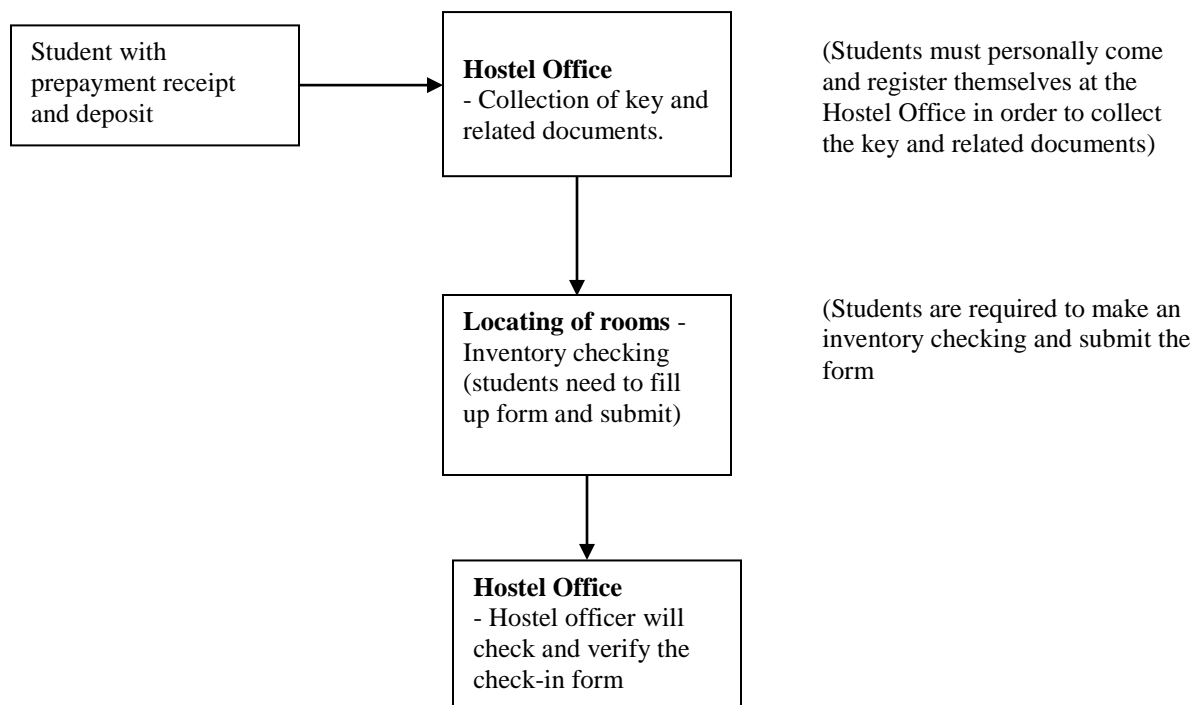 Student with
prepayment receipt
and deposit
Hostel Office
- Collection of key and
related documents.
(Students must personally come
and register themselves at the
Hostel Office in order to collect
the key and related documents)
Locating of rooms -
Inventory checking
(students need to fill
up form and submit)
(Students are required to make an
inventory checking and submit the
form
Hostel Office
- Hostel officer will
check and verify the
check-in form